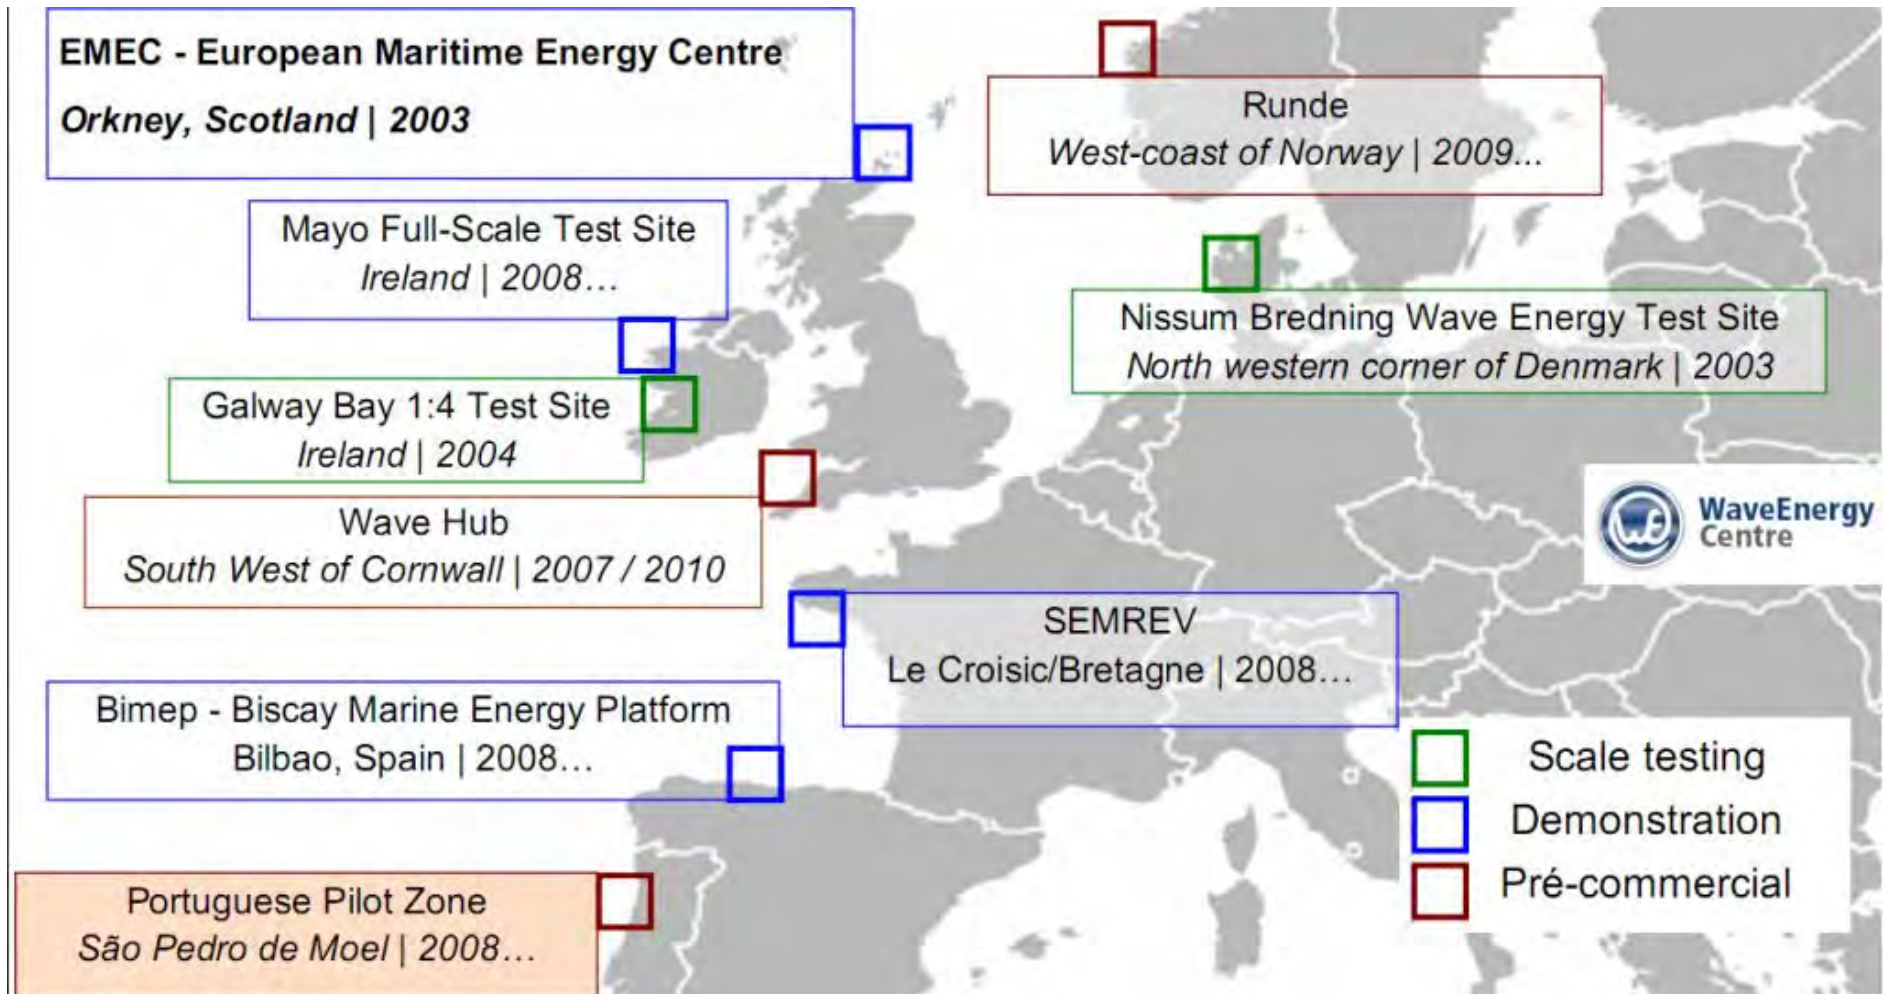 EMEC - European Maritime Energy Centre
Orkney, Scotland | 2003
Runde
West-coast of Norway | 2009...
Mayo Full-Scale Test Site
Ireland | 2008…
Nissum Bredning Wave Energy Test Site
North western corner of Denmark | 2003
Galway Bay 1:4 Test Site
Ireland | 2004
Wave Hub
South West of Cornwall | 2007 / 2010
WaveEnergy
Centre
SEMREV
Le Croisic/Bretagne | 2008…
Bimep - Biscay Marine Energy Platform
Bilbao, Spain | 2008…
Scale testing
Demonstration
Pré-commercial
Portuguese Pilot Zone
São Pedro de Moel | 2008…